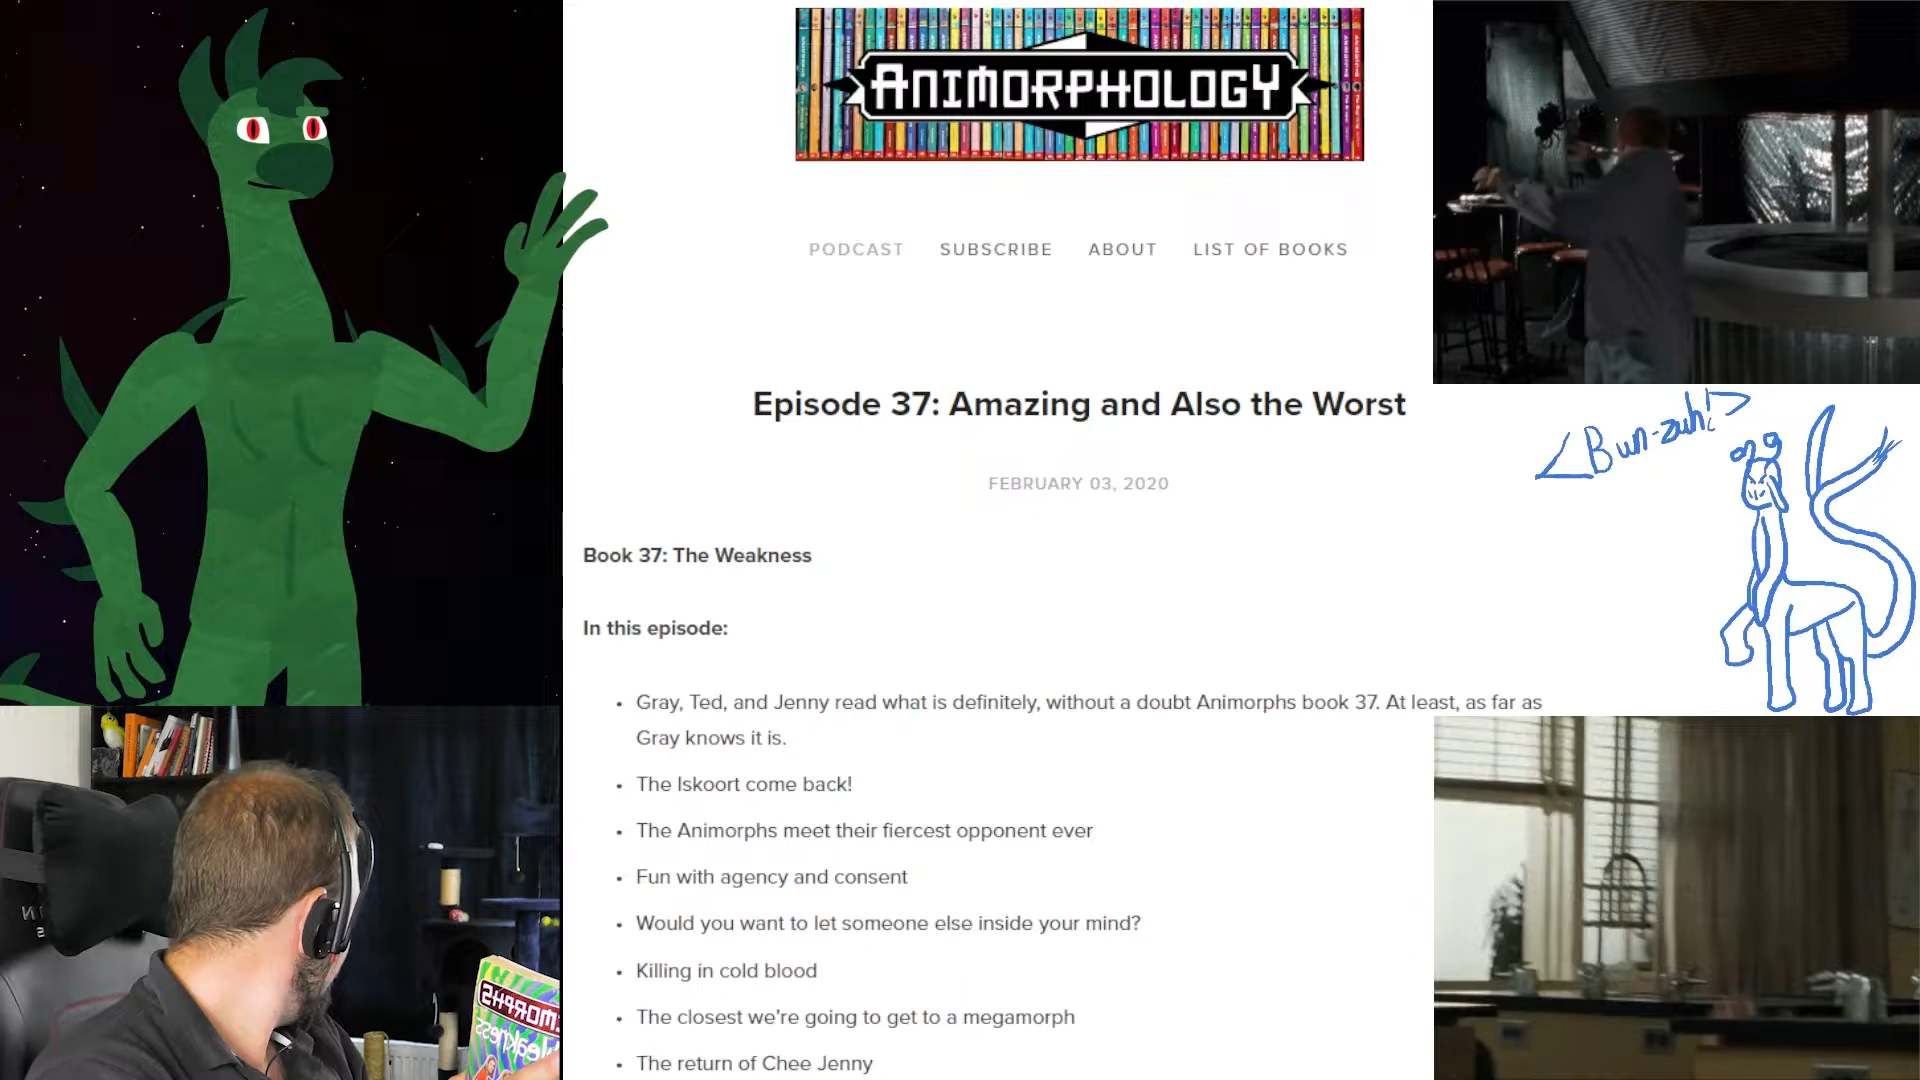 ANIMORPHOLOGY
PODCAST SUBSCRIBE ABOUT LIST OF BOOKS
Episode 37: Amazing and Also the Worst
<Bun-zuh!>
FEBRUARY 03, 2020
Book 37: The Weakness
In this episode:
• Gray, Ted, and Jenny read what is definitely, without a doubt Animorphs book 37. At least, as far as
Gray knows it is.
• The Iskoort come back!
• The Animorphs meet their fiercest opponent ever
• Fun with agency and consent
• Would you want to let someone else inside your mind?
• Killing in cold blood
• The closest we're going to get to a megamorph
• The return of Chee Jenny